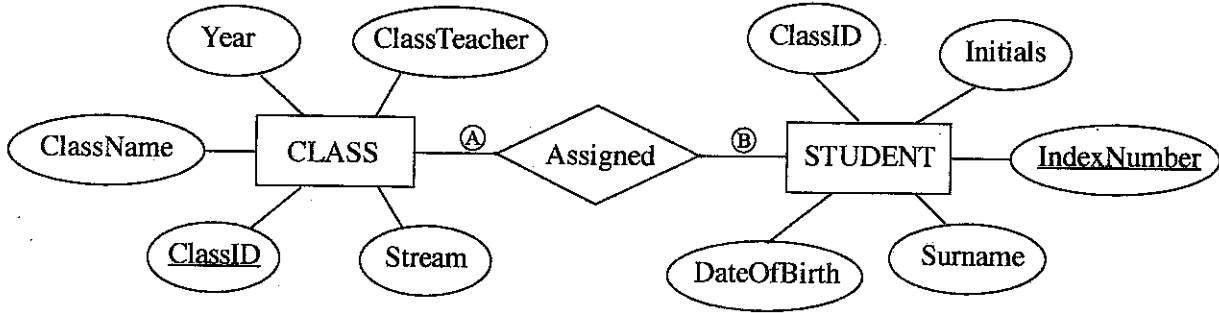 Year
ClassTeacher
ClassID
Initials
ClassName
CLASS
Ⓐ
Assigned
Ⓑ
STUDENT
IndexNumber
ClassID
Stream
DateOfBirth
Surname